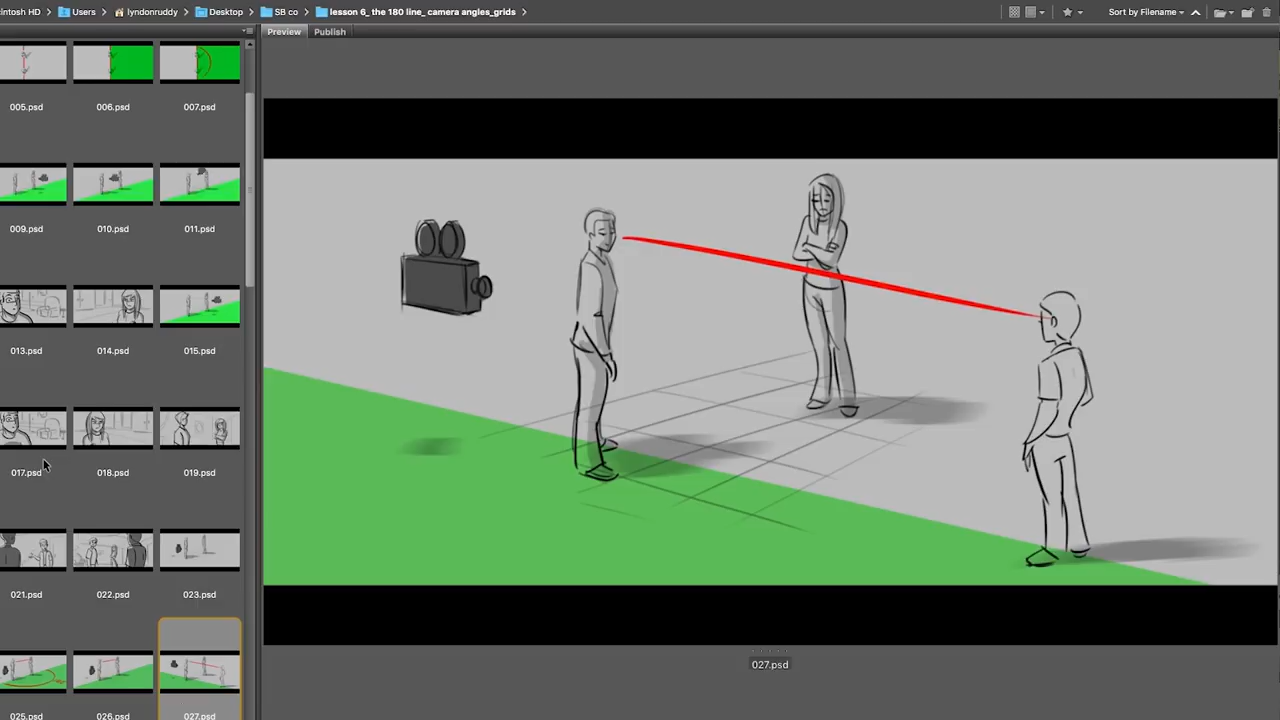 intosh HD > Users > lyndonruddy > Desktop > SB co > lesson 6_ the 180 line_ camera angles_grids >
Sort by Filename
Preview Publish
005.psd 006.psd 007.psd
009.psd 010.psd 011.psd
013.psd 014.psd 015.psd
017.psd 018.psd 019.psd
021.psd 022.psd 023.psd
025.psd 026.psd 027.psd
027.psd